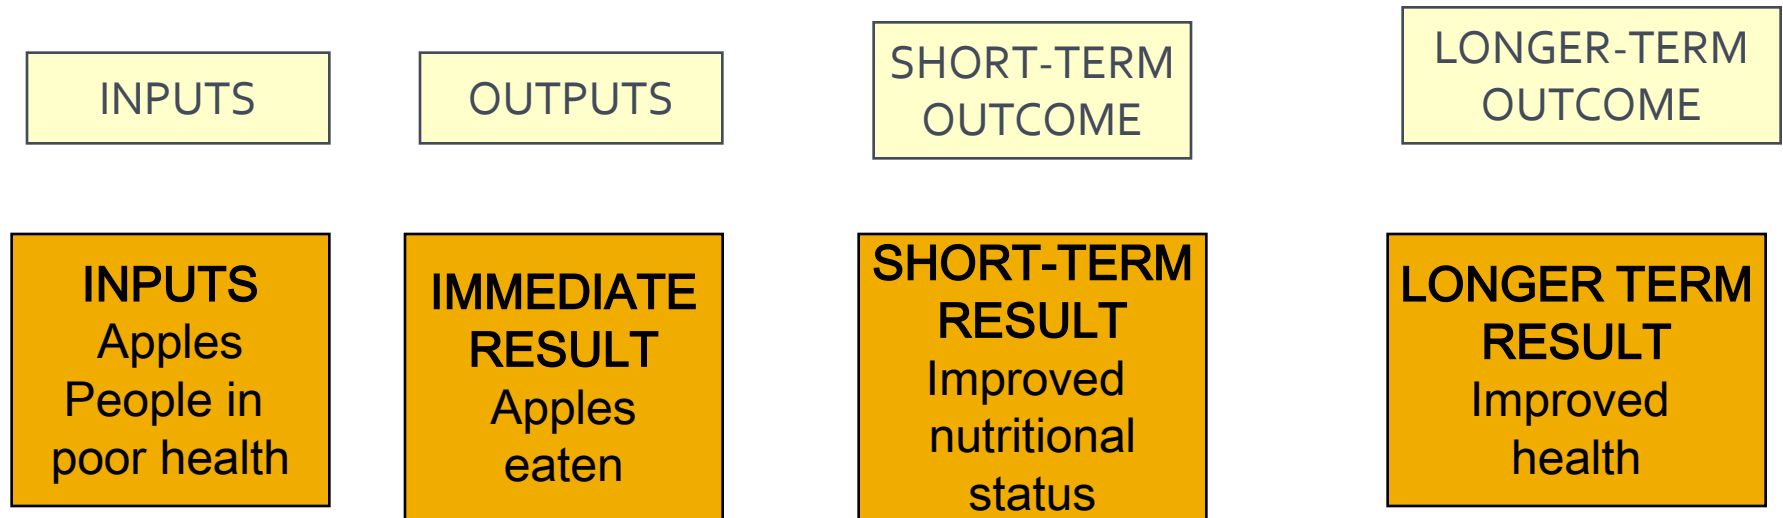 INPUTS
OUTPUTS
SHORT-TERM
OUTCOME
LONGER-TERM
OUTCOME
INPUTS
Apples
People in
poor health
IMMEDIATE
RESULT
Apples
eaten
SHORT-TERM
RESULT
Improved
nutritional
status
LONGER TERM
RESULT
Improved
health